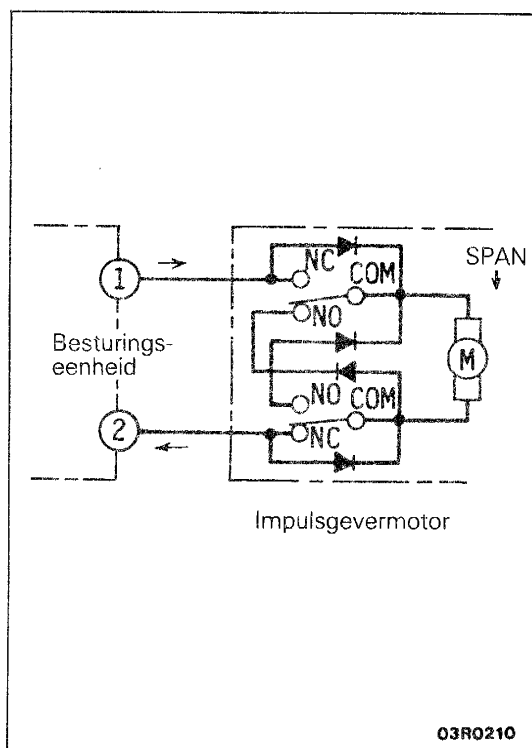 NC
COM
SPAN
1
NO
Besturings-
eenheid
M
NO
COM
2
NC
Impulsgevermotor
03R0210